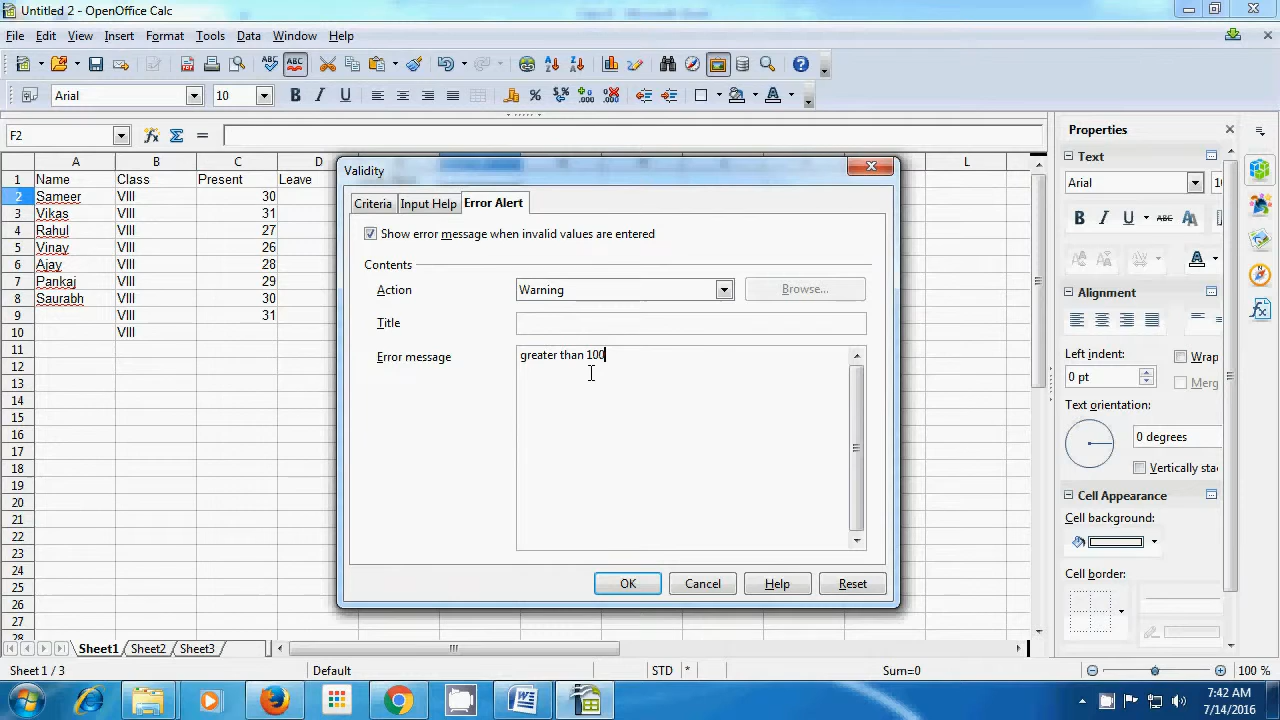 Untitled 2 - OpenOffice Calc
File Edit View Insert Format Tools Data Window Help
Arial 10
F2
A B C D L
1 Name Class Present Leave
2 Sameer VIII 30
3 Vikas VIII 31
4 Rahul VIII 27
5 Vinay VIII 26
6 Ajay VIII 28
7 Pankaj VIII 29
8 Saurabh VIII 30
9 VIII 31
10 VIII
11
12
13
14
15
16
17
18
19
20
21
22
23
24
25
26
27
28
Validity
Criteria Input Help Error Alert
Show error message when invalid values are entered
Contents
Action Warning Browse...
Title
Error message greater than 100
OK Cancel Help Reset
Properties
Text
Arial 10
Alignment
Left indent: Wrap
0 pt Merg
Text orientation:
0 degrees
Vertically stac
Cell Appearance
Cell background:
Cell border:
Sheet1 Sheet2 Sheet3
Sheet 1 / 3 Default STD * Sum=0 100 %
7:42 AM
7/14/2016